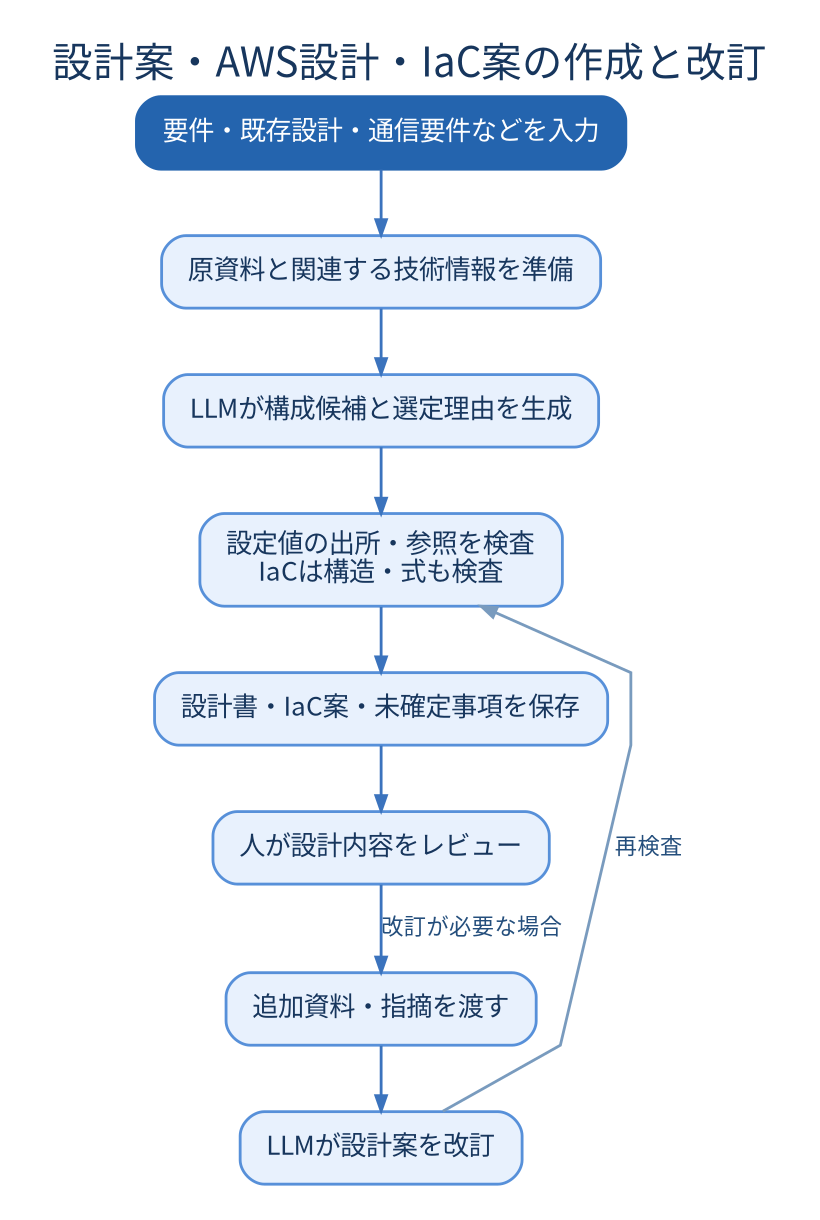 設計案・AWS設計・IaC案の作成と改訂
要件・既存設計・通信要件などを入力
原資料と関連する技術情報を準備
LLMが構成候補と選定理由を生成
設定値の出所・参照を検査
IaCは構造・式も検査
設計書・IaC案・未確定事項を保存
人が設計内容をレビュー
再検査
改訂が必要な場合
追加資料・指摘を渡す
LLMが設計案を改訂